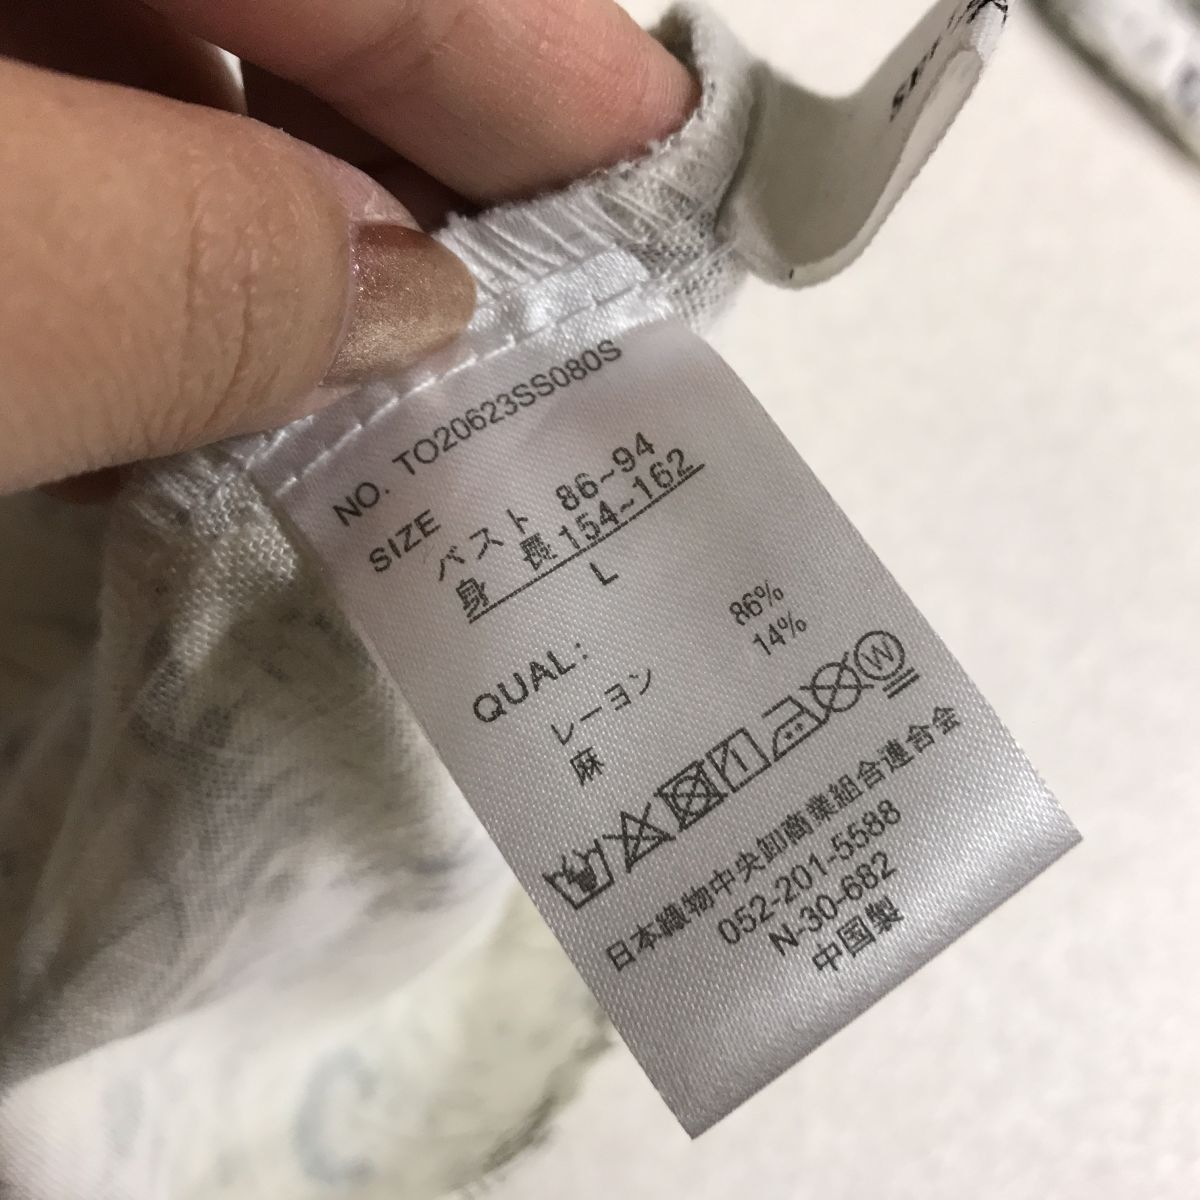 NO. TO20623SS080S
SIZE
バスト 86~94
身 長 154~162
L
QUAL:
レーヨン 86%
麻 14%
W
日本織物中央卸商業組合連合会
052-201-5588
N-30-682
中国製
C